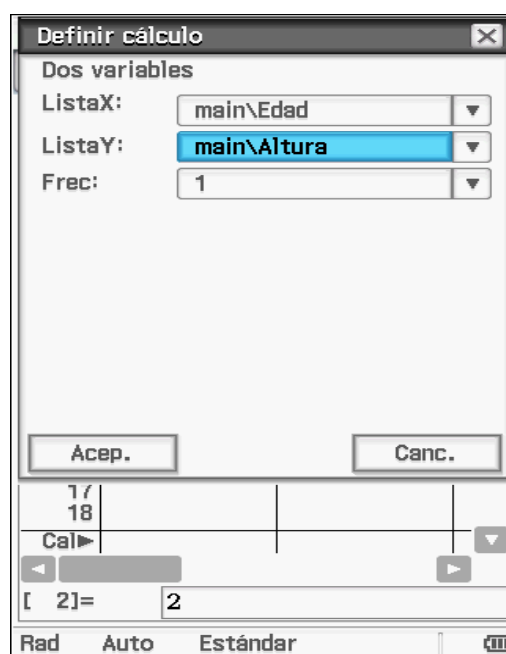 Definir cálculo
Dos variables
ListaX: main\Edad
ListaY: main\Altura
Frec: 1
Acep. Canc.
17
18
Cal►
[ 2]= 2
Rad Auto Estándar